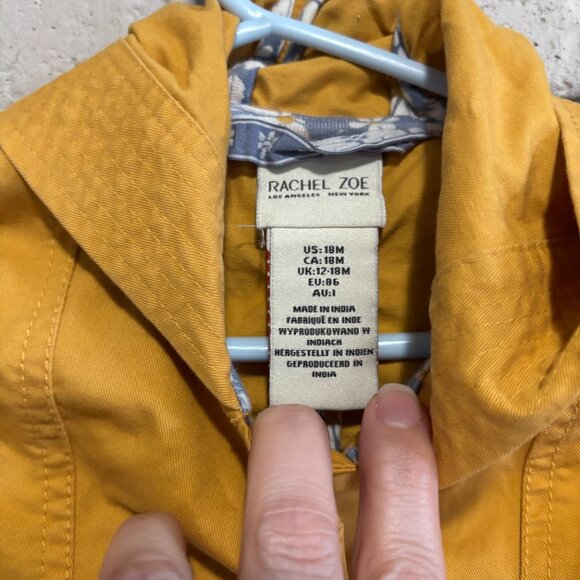 RACHEL ZOE
LOS ANGELES NEW YORK
US: 18M
CA: 18M
UK: 12-18M
EU: 86
AU: I
MADE IN INDIA
FABRIQUÉ EN INDE
WYPRODUKOWANO W
INDIACH
HERGESTELLT IN INDIEN
GEPRODUCEERD IN
INDIA